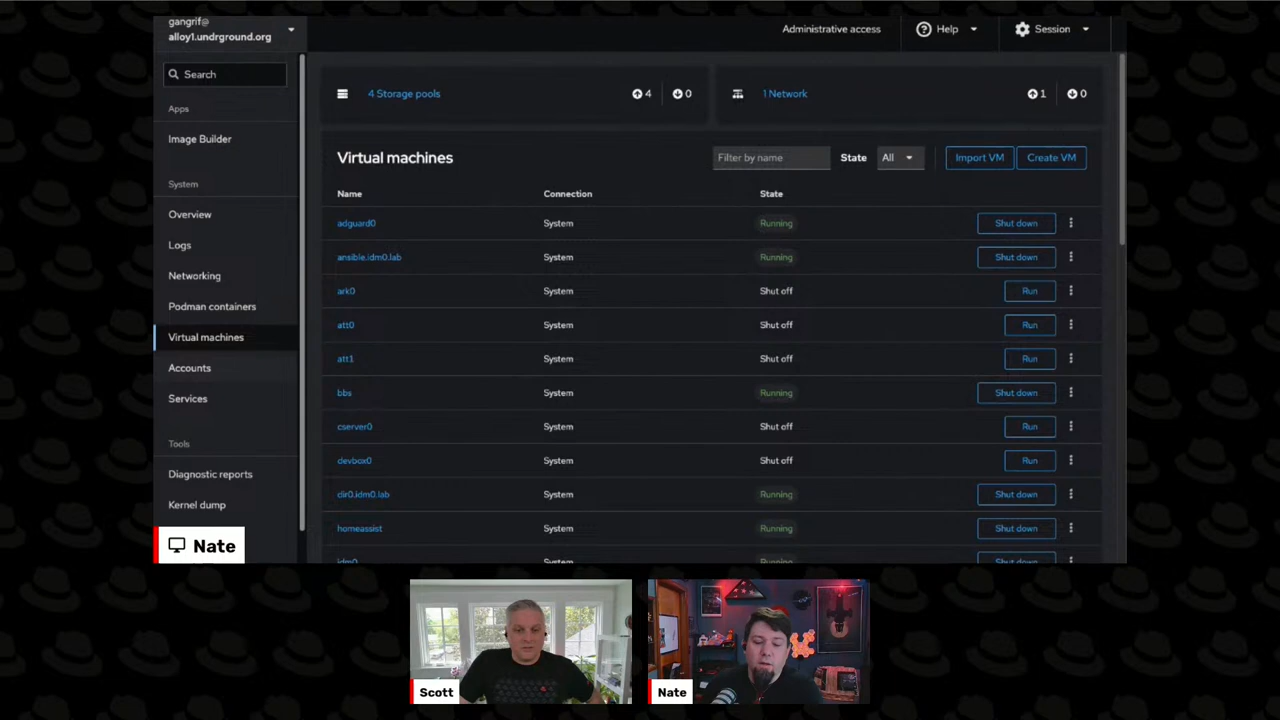 gangrif@
alloy1.undrground.org
Administrative access
Help
Session
Search
Apps
Image Builder
System
Overview
Logs
Networking
Podman containers
Virtual machines
Accounts
Services
Tools
Diagnostic reports
Kernel dump
4 Storage pools
4
0
1 Network
1
0
Virtual machines
Filter by name
State
All
Import VM
Create VM
Name Connection State
adguard0 System Running Shut down
ansible.idm0.lab System Running Shut down
ark0 System Shut off Run
att0 System Shut off Run
att1 System Shut off Run
bbs System Running Shut down
cserver0 System Shut off Run
devbox0 System Shut off Run
dir0.idm0.lab System Running Shut down
homeassist System Running Shut down
idm0 System Running Shut down
Nate
Scott
Nate